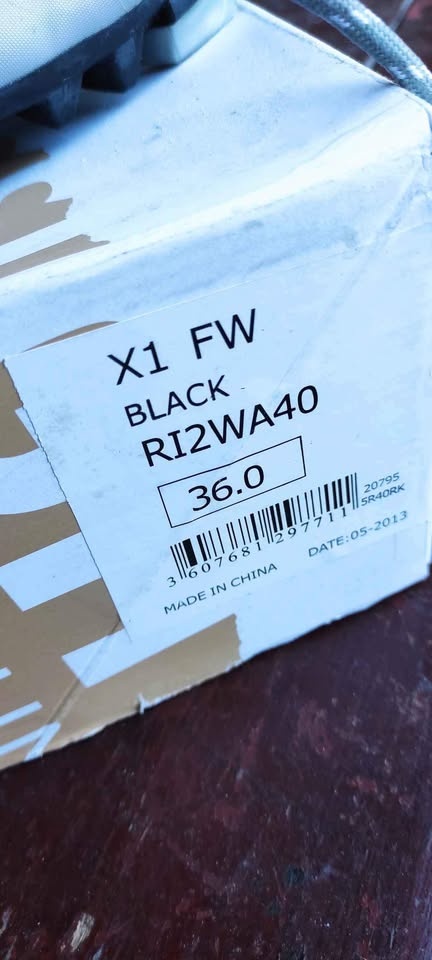 X1 FW
BLACK
RI2WA40
36.0
20795
SR40RK
3 607681 297711
MADE IN CHINA
DATE:05-2013